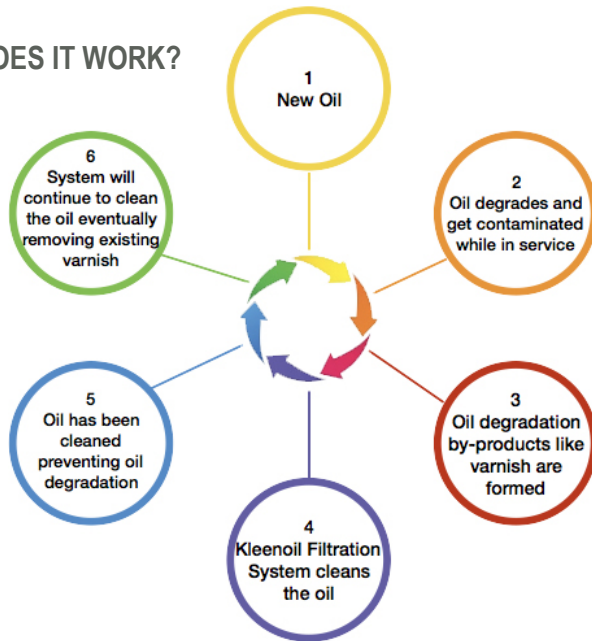 DOES IT WORK?
1
New Oil
2
Oil degrades and
get contaminated
while in service
3
Oil degradation
by-products like
varnish are
formed
4
Kleenoil Filtration
System cleans
the oil
5
Oil has been
cleaned
preventing oil
degradation
6
System will
continue to clean
the oil eventually
removing existing
varnish